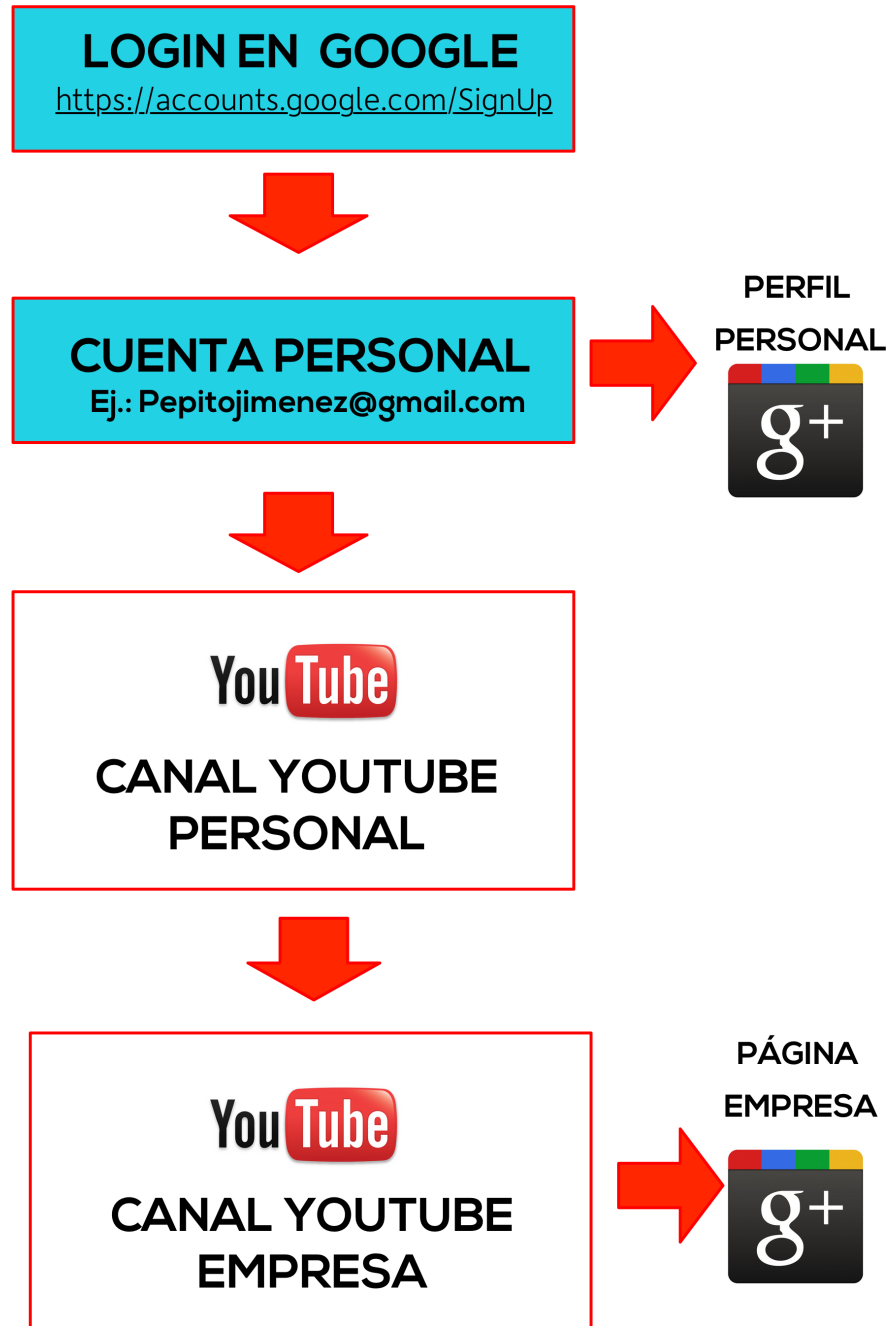 LOGIN EN GOOGLE
https://accounts.google.com/SignUp
CUENTA PERSONAL
Ej.: Pepitojimenez@gmail.com
PERFIL
PERSONAL
g+
YouTube
CANAL YOUTUBE
PERSONAL
YouTube
CANAL YOUTUBE
EMPRESA
PÁGINA
EMPRESA
g+